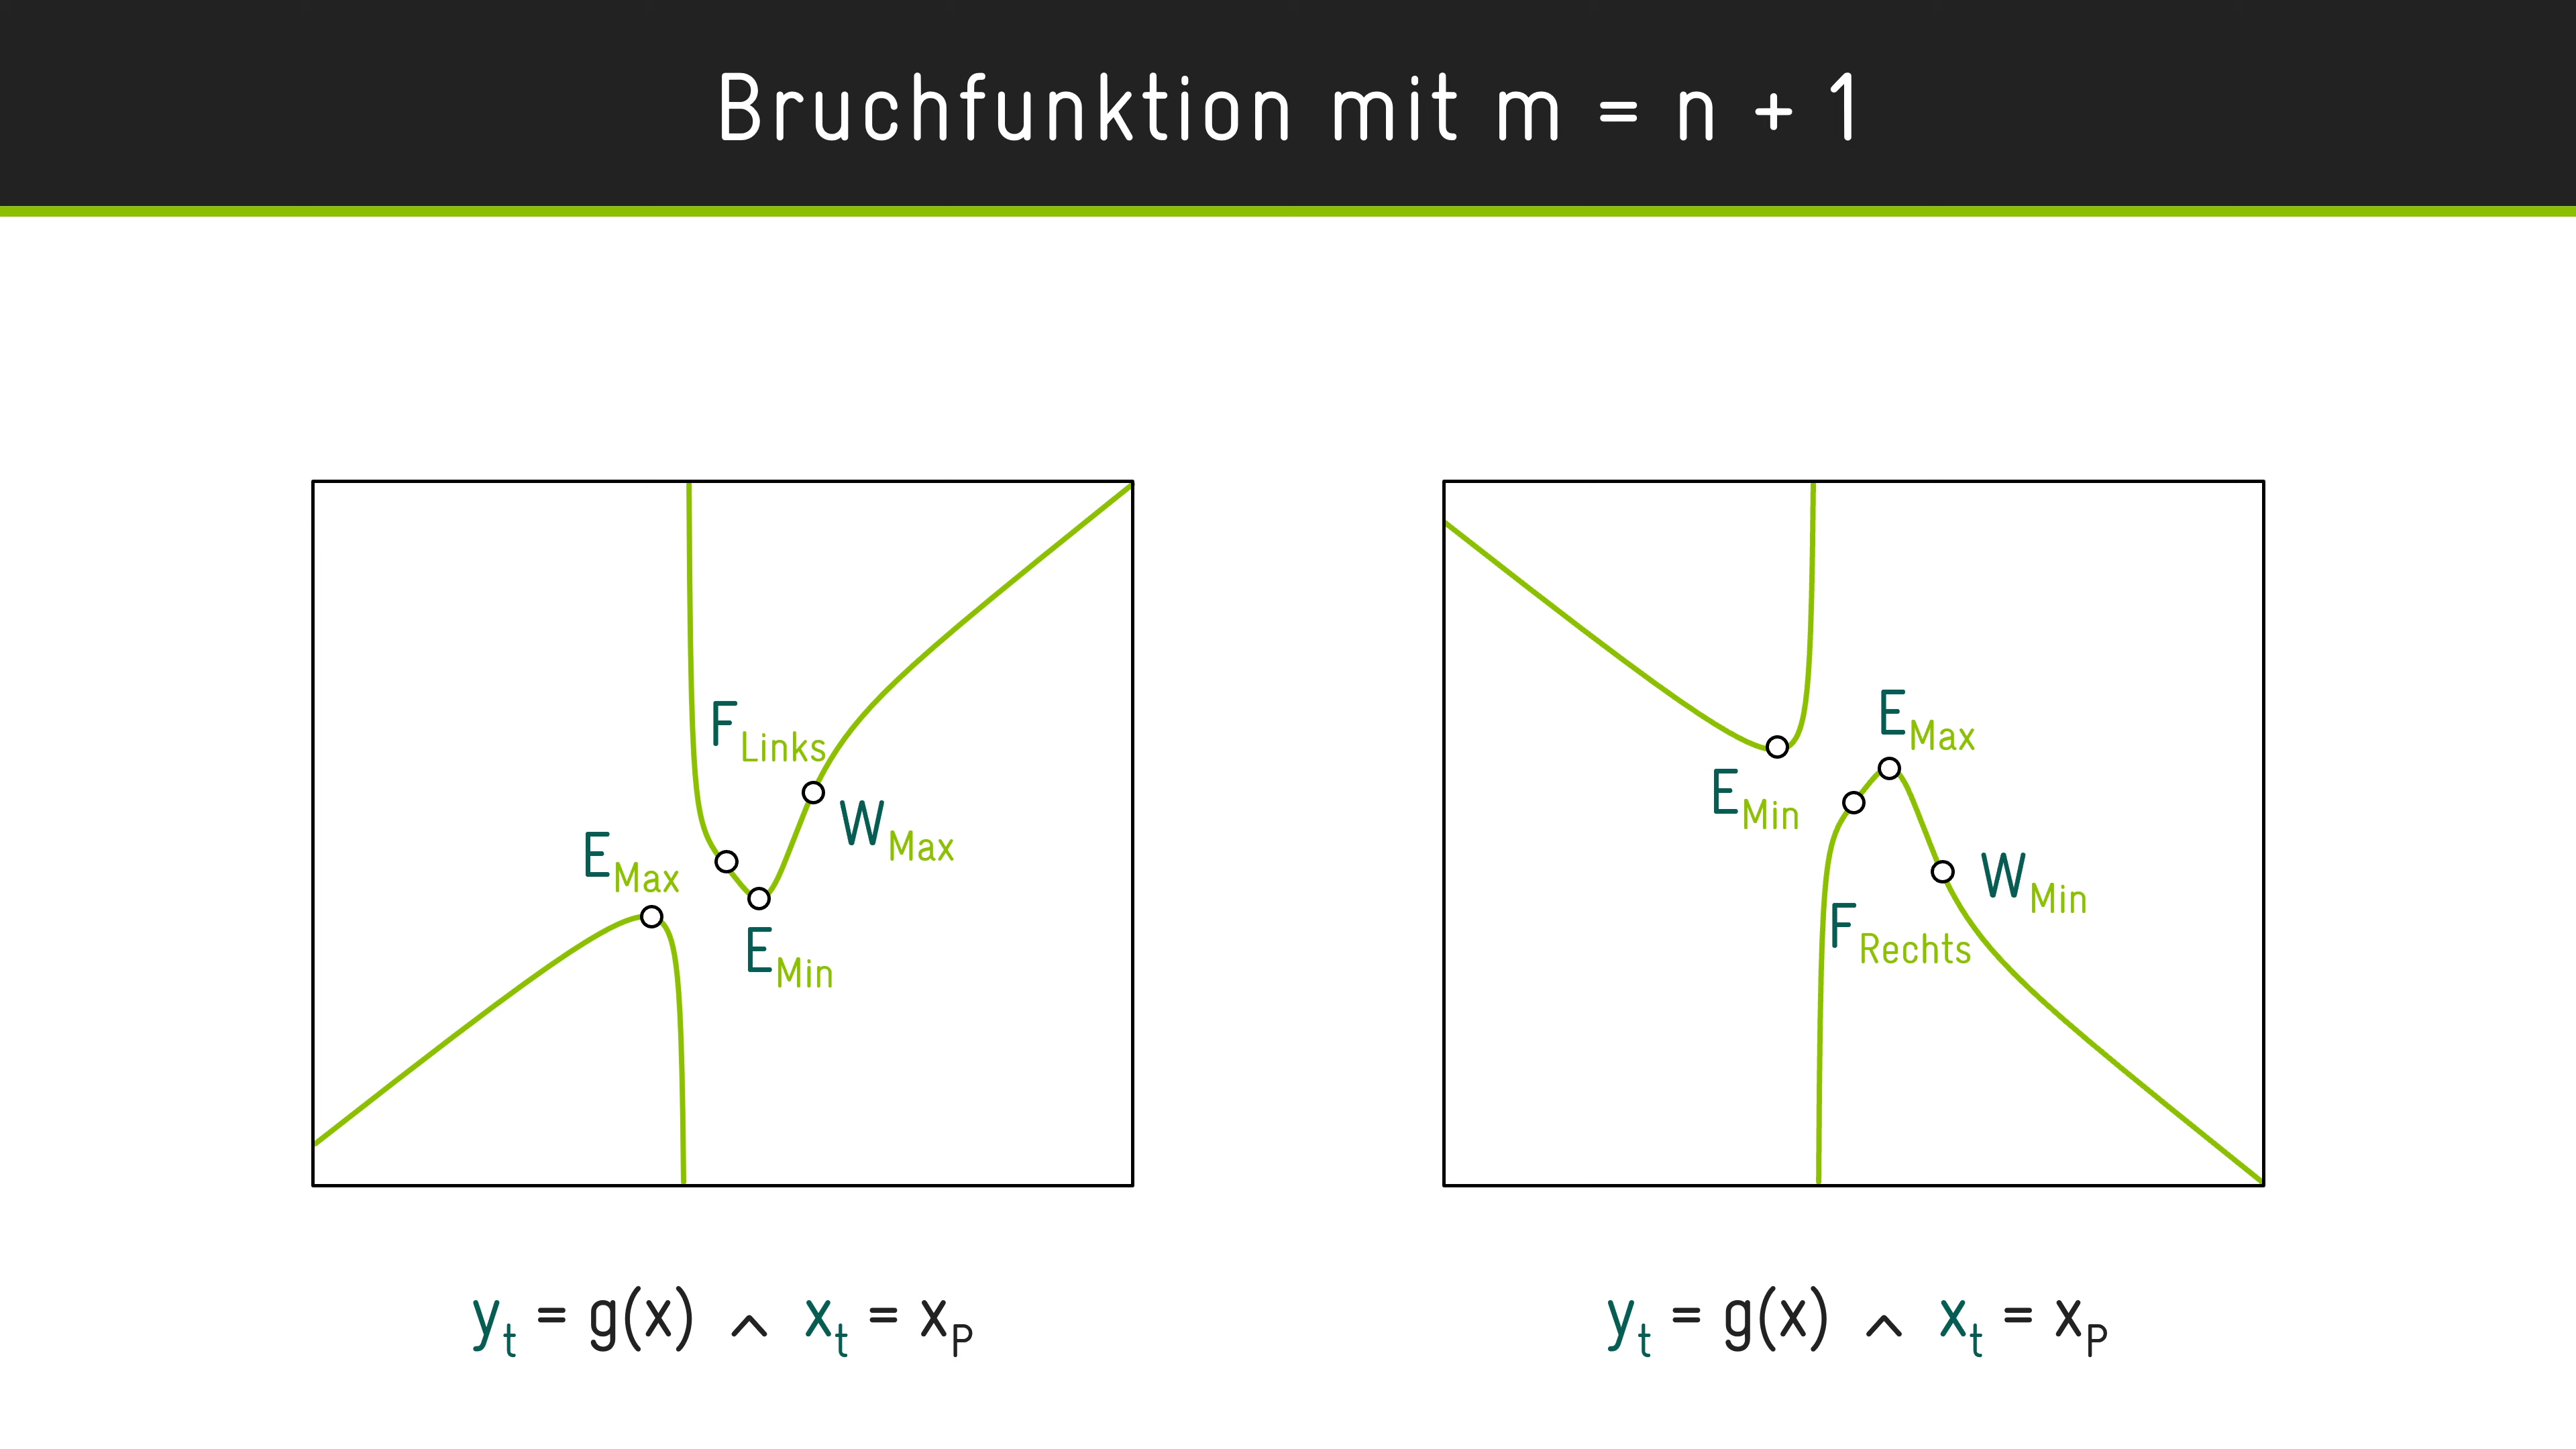 Bruchfunktion mit m = n + 1
F Links
W Max
E Max
E Min
y t = g(x) ∧ x t = x P
E Max
E Min
W Min
F Rechts
y t = g(x) ∧ x t = x P